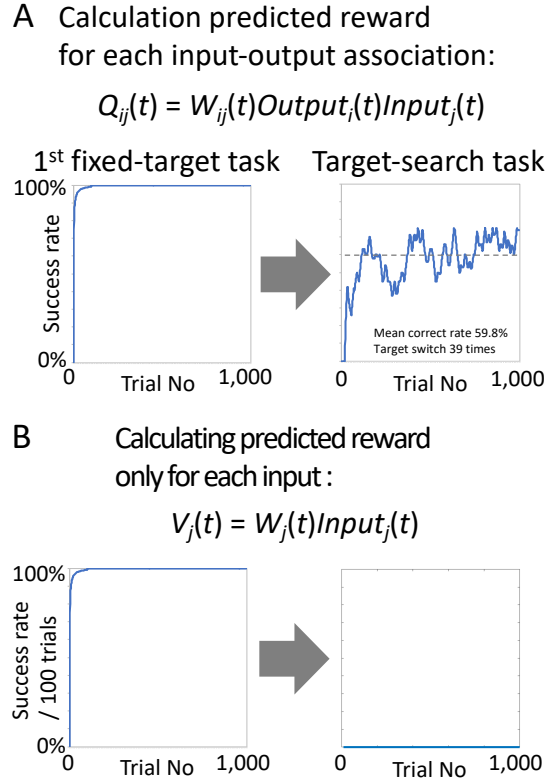 A Calculation predicted reward
for each input-output association:
Qij(t) = Wij(t)Outputi(t)Inputj(t)
1st fixed-target task
Target-search task
100%
Success rate
0%
0
Trial No
1,000
Mean correct rate 59.8%
Target switch 39 times
0
Trial No
1,000
B Calculating predicted reward
only for each input :
Vj(t) = Wj(t)Inputj(t)
100%
Success rate
/ 100 trials
0%
0
Trial No
1,000
0
Trial No
1,000